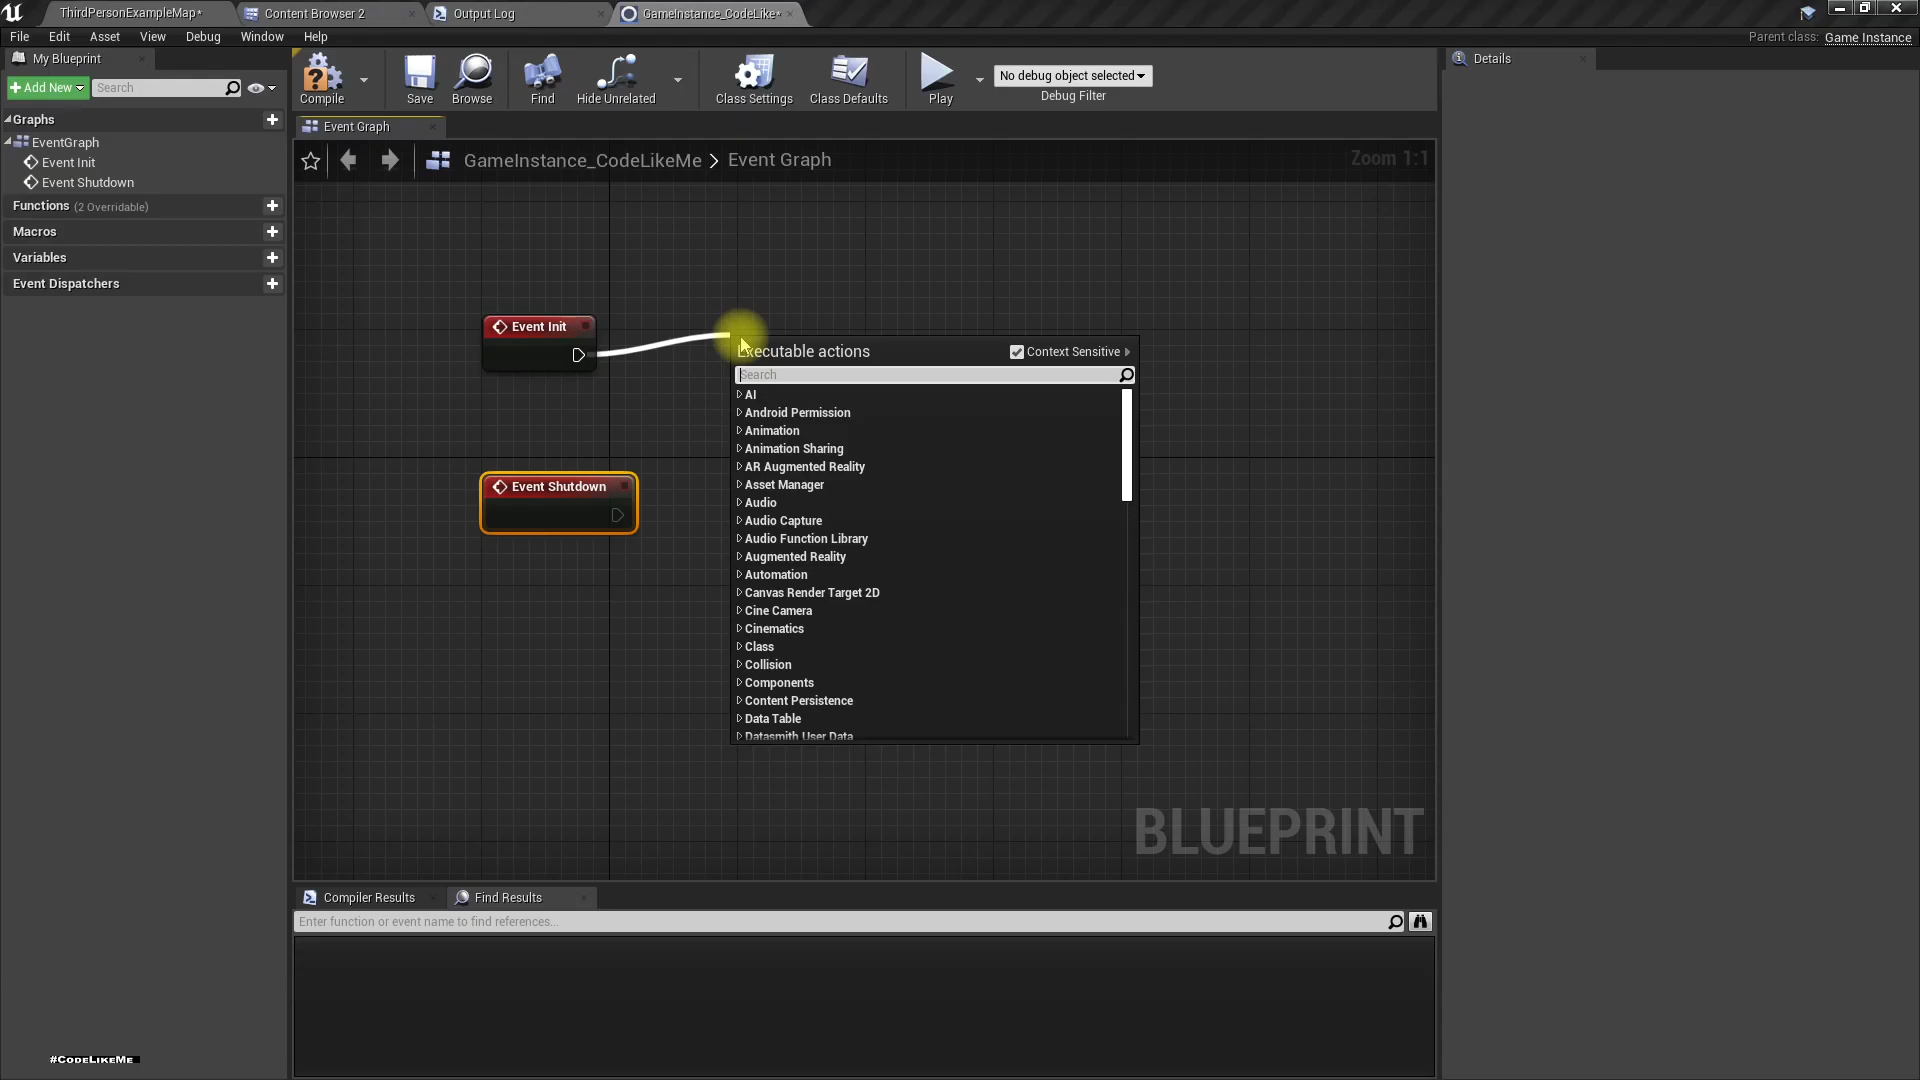 ThirdPersonExampleMap*
Content Browser 2
Output Log
GameInstance_CodeLike*
File
Edit
Asset
View
Debug
Window
Help
Parent class:
Game Instance
My Blueprint
Add New
Search
Compile
Save
Browse
Find
Hide Unrelated
Class Settings
Class Defaults
Play
No debug object selected
Debug Filter
Details
Graphs
EventGraph
Event Init
Event Shutdown
Functions (2 Overridable)
Macros
Variables
Event Dispatchers
Event Graph
GameInstance_CodeLikeMe > Event Graph
Zoom 1:1
Event Init
Event Shutdown
Executable actions
Context Sensitive
Search
AI
Android Permission
Animation
Animation Sharing
AR Augmented Reality
Asset Manager
Audio
Audio Capture
Audio Function Library
Augmented Reality
Automation
Canvas Render Target 2D
Cine Camera
Cinematics
Class
Collision
Components
Content Persistence
Data Table
Datasmith User Data
BLUEPRINT
Compiler Results
Find Results
Enter function or event name to find references...
#CodeLikeMe